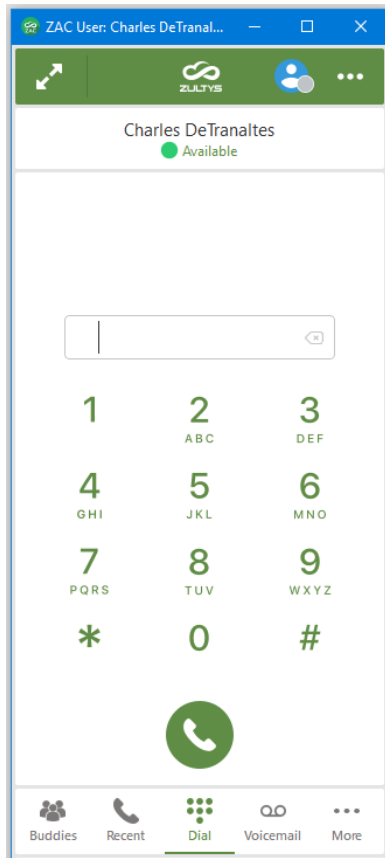 ZAC User: Charles DeTranal...
ZULTYS
Charles DeTranaltes
Available
1 2 3
ABC DEF
4 5 6
GHI JKL MNO
7 8 9
PQRS TUV WXYZ
* 0 #
Buddies Recent Dial Voicemail More